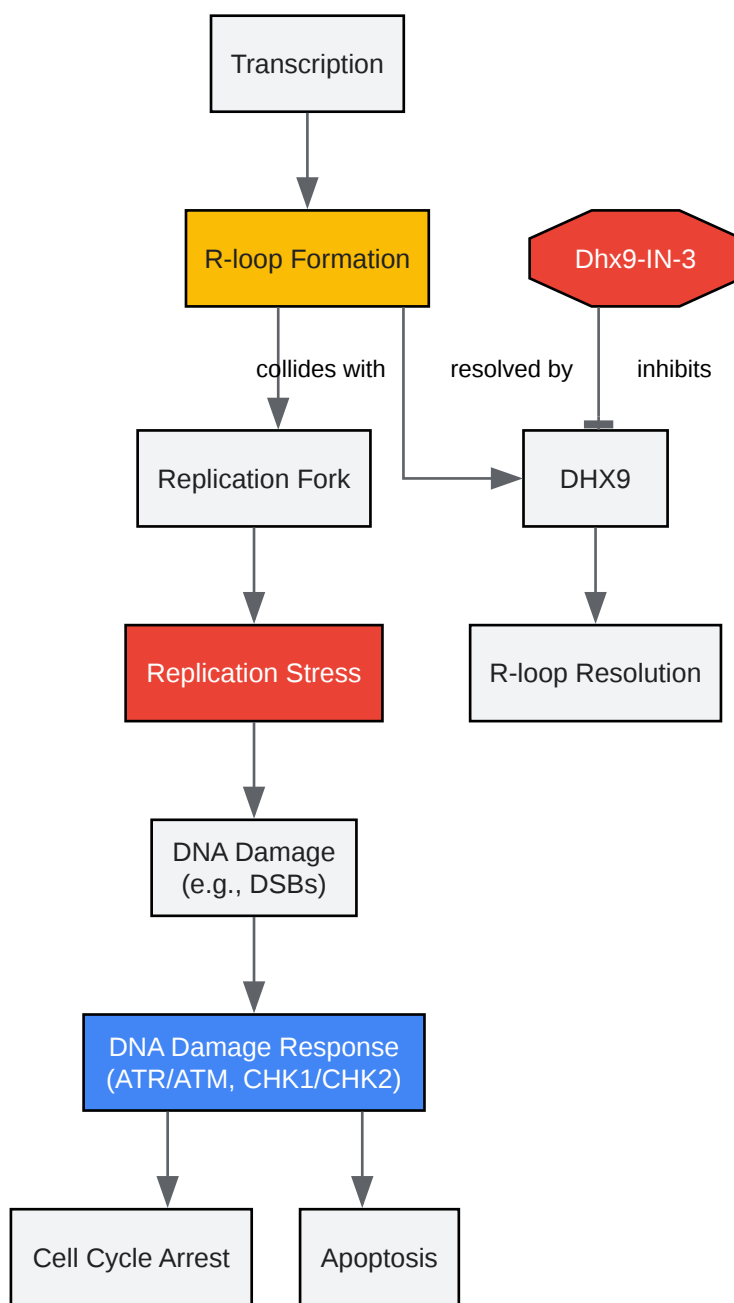 Transcription
R-loop Formation
Dhx9-IN-3
collides with
resolved by
inhibits
Replication Fork
DHX9
Replication Stress
R-loop Resolution
DNA Damage
(e.g., DSBs)
DNA Damage Response
(ATR/ATM, CHK1/CHK2)
Cell Cycle Arrest
Apoptosis